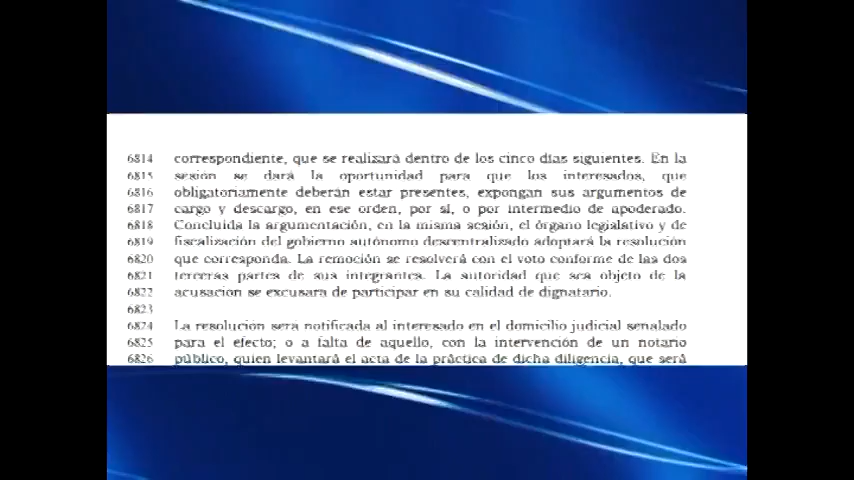 6814 correspondiente, que se realizará dentro de los cinco días siguientes. En la
6815 sesión se dará la oportunidad para que los interesados, que
6816 obligatoriamente deberán estar presentes, expongan sus argumentos de
6817 cargo y descargo, en ese orden, por sí, o por intermedio de apoderado.
6818 Concluida la argumentación, en la misma sesión, el órgano legislativo y de
6819 fiscalización del gobierno autónomo descentralizado adoptará la resolución
6820 que corresponda. La remoción se resolverá con el voto conforme de las dos
6821 terceras partes de sus integrantes. La autoridad que sea objeto de la
6822 acusación se excusará de participar en su calidad de dignatario.
6823
6824 La resolución será notificada al interesado en el domicilio judicial señalado
6825 para el efecto; o a falta de aquello, con la intervención de un notario
6826 público, quien levantará el acta de la práctica de dicha diligencia, que será